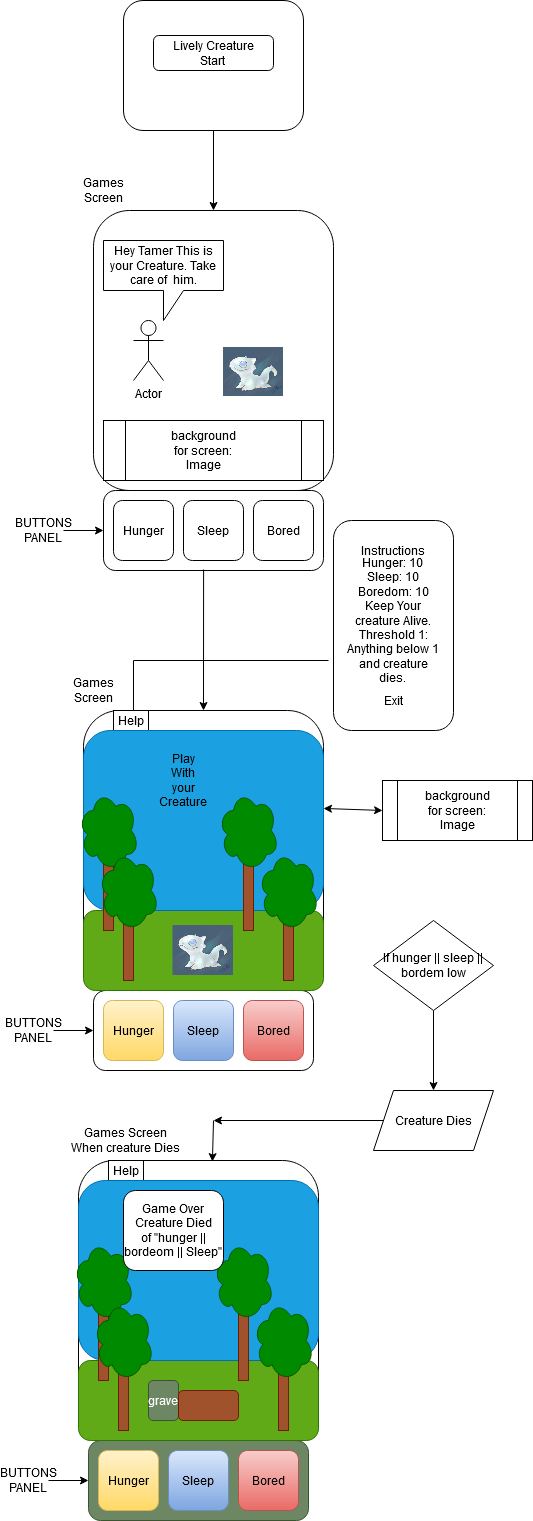 Lively Creature
Start
Games
Screen
Hey Tamer This is
your Creature. Take
care of  him.
Actor
background
for screen:
Image
BUTTONS
PANEL
Hunger
Sleep
Bored
Instructions
Hunger: 10
Sleep: 10
Boredom: 10
Keep Your
creature Alive.
Threshold 1:
Anything below 1
and creature
dies.
Exit
Games
Screen
Help
Play
With
your
Creature
background
for screen:
Image
If hunger || sleep ||
bordem low
BUTTONS
PANEL
Hunger
Sleep
Bored
Creature Dies
Games Screen
When creature Dies
Help
Game Over
Creature Died
of "hunger ||
bordeom || Sleep"
grave
BUTTONS
PANEL
Hunger
Sleep
Bored